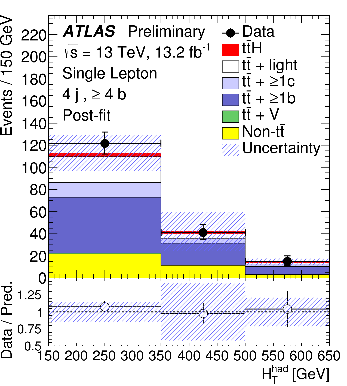 Events / 150 GeV
220
200
180
160
140
120
100
80
60
40
20
0
ATLAS Preliminary
√s = 13 TeV, 13.2 fb⁻¹
Single Lepton
4 j, ≥ 4 b
Post-fit
Data
tt̄H
tt̄ + light
tt̄ + ≥1c
tt̄ + ≥1b
tt̄ + V
Non-tt̄
Uncertainty
Data / Pred.
1.25
1
0.75
0.5
150 200 250 300 350 400 450 500 550 600 650
H_T^had [GeV]